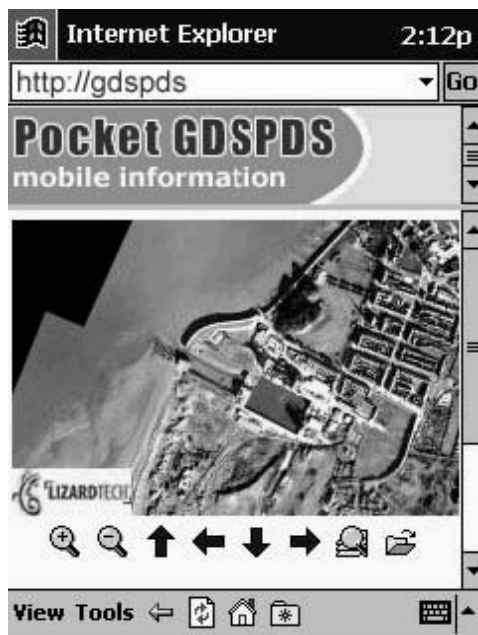 Internet Explorer 2:12p
http://gdspds Go
Pocket GDSPDS
mobile information
LIZARDTECH
View Tools